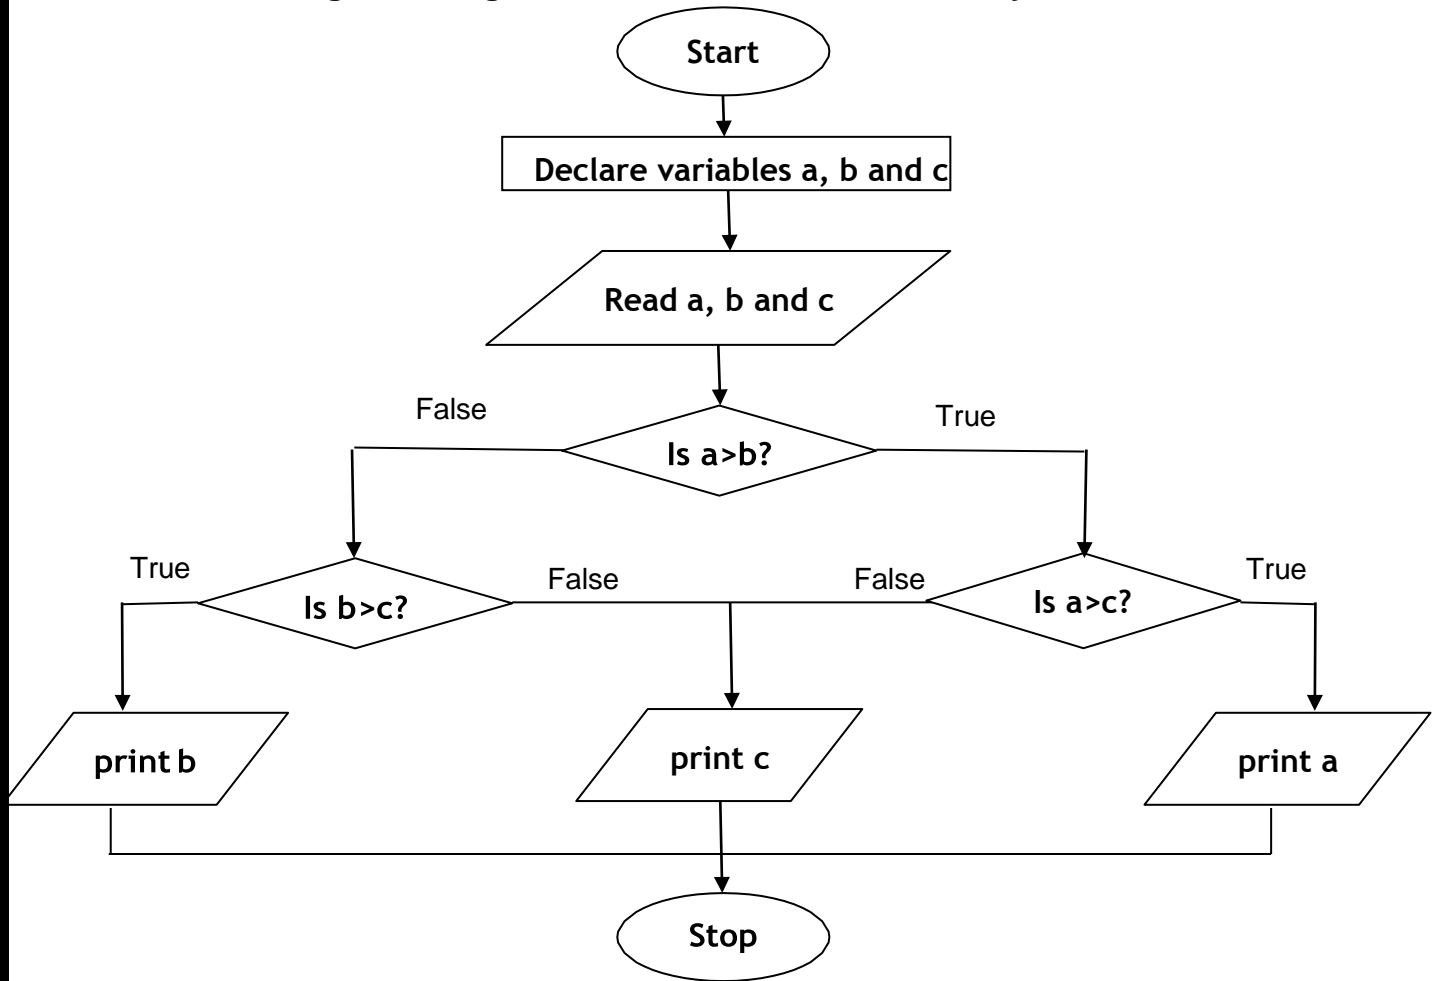 Start
Declare variables a, b and c
Read a, b and c
False
True
Is a>b?
True
False
False
True
Is b>c?
Is a>c?
print b
print c
print a
Stop